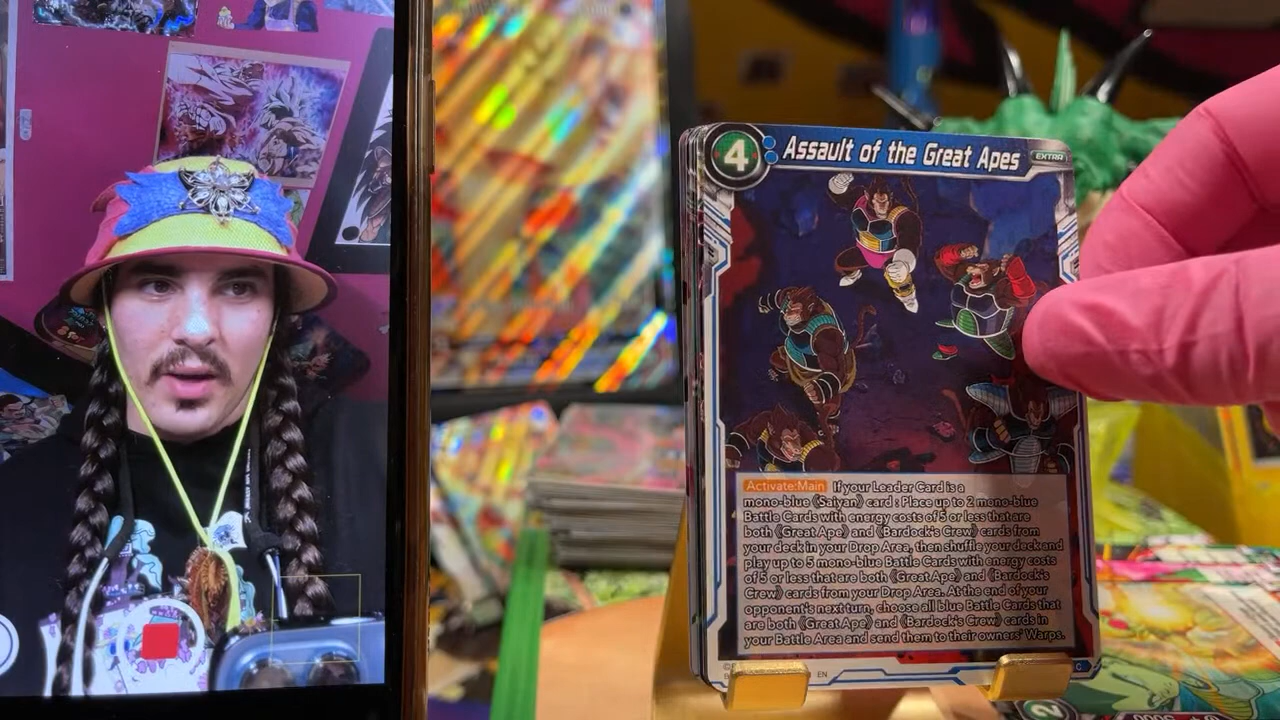 4 Assault of the Great Apes EXTRA
Activate:Main If your Leader Card is a
mono-blue 《Saiyan》 card : Place up to 2 mono-blue
Battle Cards with energy costs of 5 or less that are
both 《Great Ape》 and 《Bardock's Crew》 cards from
your deck in your Drop Area, then shuffle your deck and
play up to 5 mono-blue Battle Cards with energy costs
of 5 or less that are both 《Great Ape》 and 《Bardock's
Crew》 cards from your Drop Area. At the end of your
opponent's next turn, choose all blue Battle Cards that
are both 《Great Ape》 and 《Bardock's Crew》 cards in
your Battle Area and send them to their owners' Warps.
EN
C
2